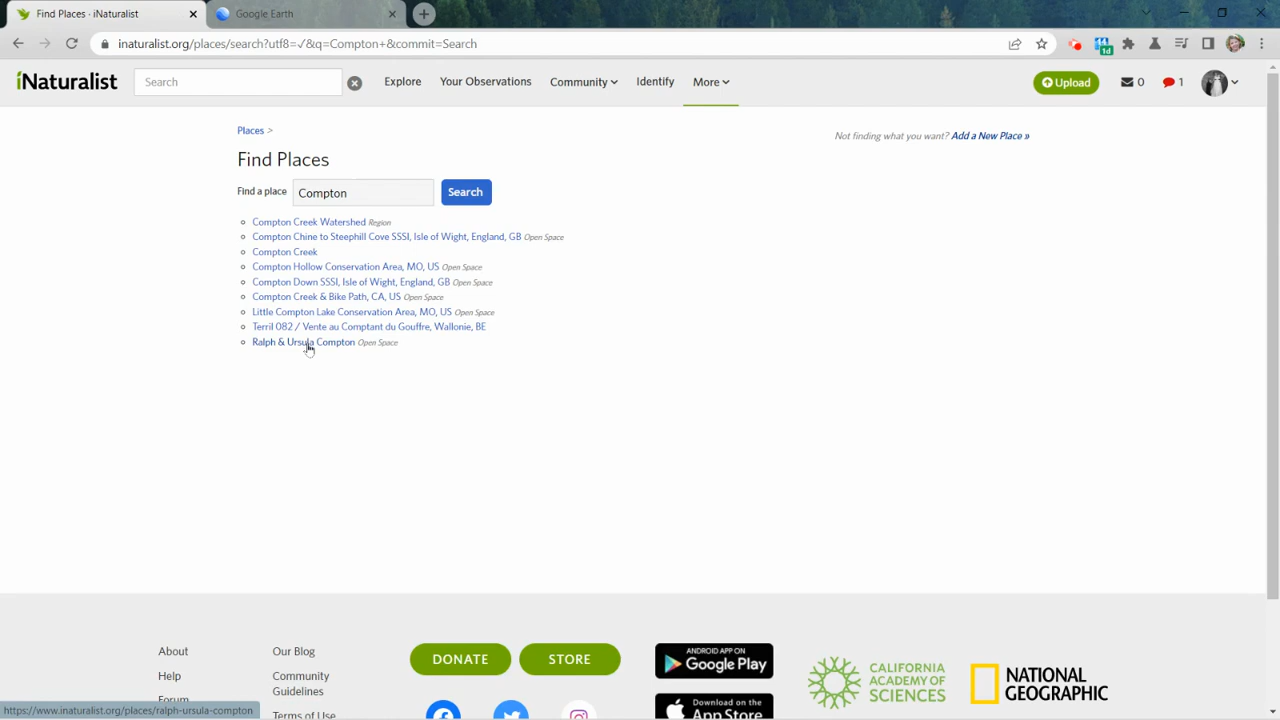 Find Places · iNaturalist
Google Earth
inaturalist.org/places/search?utf8=✓/&q=Compton+&commit=Search
1d
iNaturalist
Search
Explore
Your Observations
Community
Identify
More
Upload
0
1
Places >
Not finding what you want? Add a New Place »
Find Places
Find a place
Compton
Search
Compton Creek Watershed Region
Compton Chine to Steephill Cove SSSI, Isle of Wight, England, GB Open Space
Compton Creek
Compton Hollow Conservation Area, MO, US Open Space
Compton Down SSSI, Isle of Wight, England, GB Open Space
Compton Creek & Bike Path, CA, US Open Space
Little Compton Lake Conservation Area, MO, US Open Space
Terril 082 / Vente au Comptant du Gouffre, Wallonie, BE
Ralph & Ursula Compton Open Space
About
Help
Forum
Our Blog
Community
Guidelines
Terms of Use
DONATE
STORE
ANDROID APP ON
Google Play
Download on the
App Store
CALIFORNIA
ACADEMY OF
SCIENCES
NATIONAL
GEOGRAPHIC
https://www.inaturalist.org/places/ralph-ursula-compton